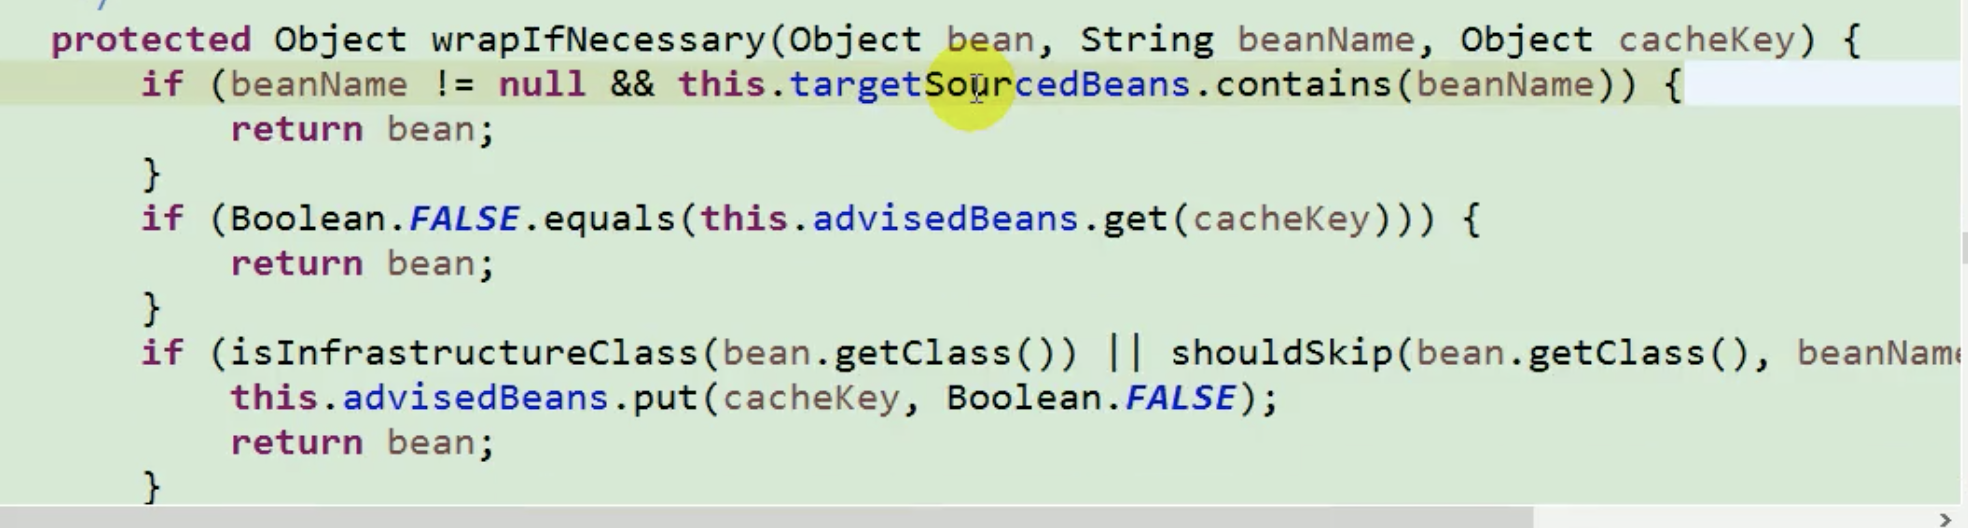 protected Object wrapIfNecessary(Object bean, String beanName, Object cacheKey) {
if (beanName != null && this.targetSourcedBeans.contains(beanName)) {
return bean;
}
if (Boolean.FALSE.equals(this.advisedBeans.get(cacheKey))) {
return bean;
}
if (isInfrastructureClass(bean.getClass()) || shouldSkip(bean.getClass(), beanName
this.advisedBeans.put(cacheKey, Boolean.FALSE);
return bean;
}